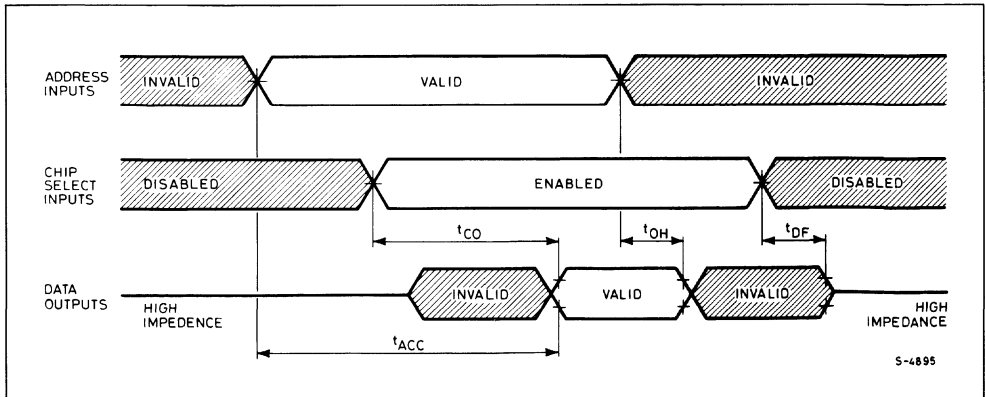 ADDRESS
INPUTS
INVALID
VALID
INVALID
CHIP
SELECT
INPUTS
DISABLED
ENABLED
DISABLED
tCO
tOH
tDF
DATA
OUTPUTS
HIGH
IMPEDENCE
INVALID
VALID
INVALID
HIGH
IMPEDANCE
tACC
S-4895